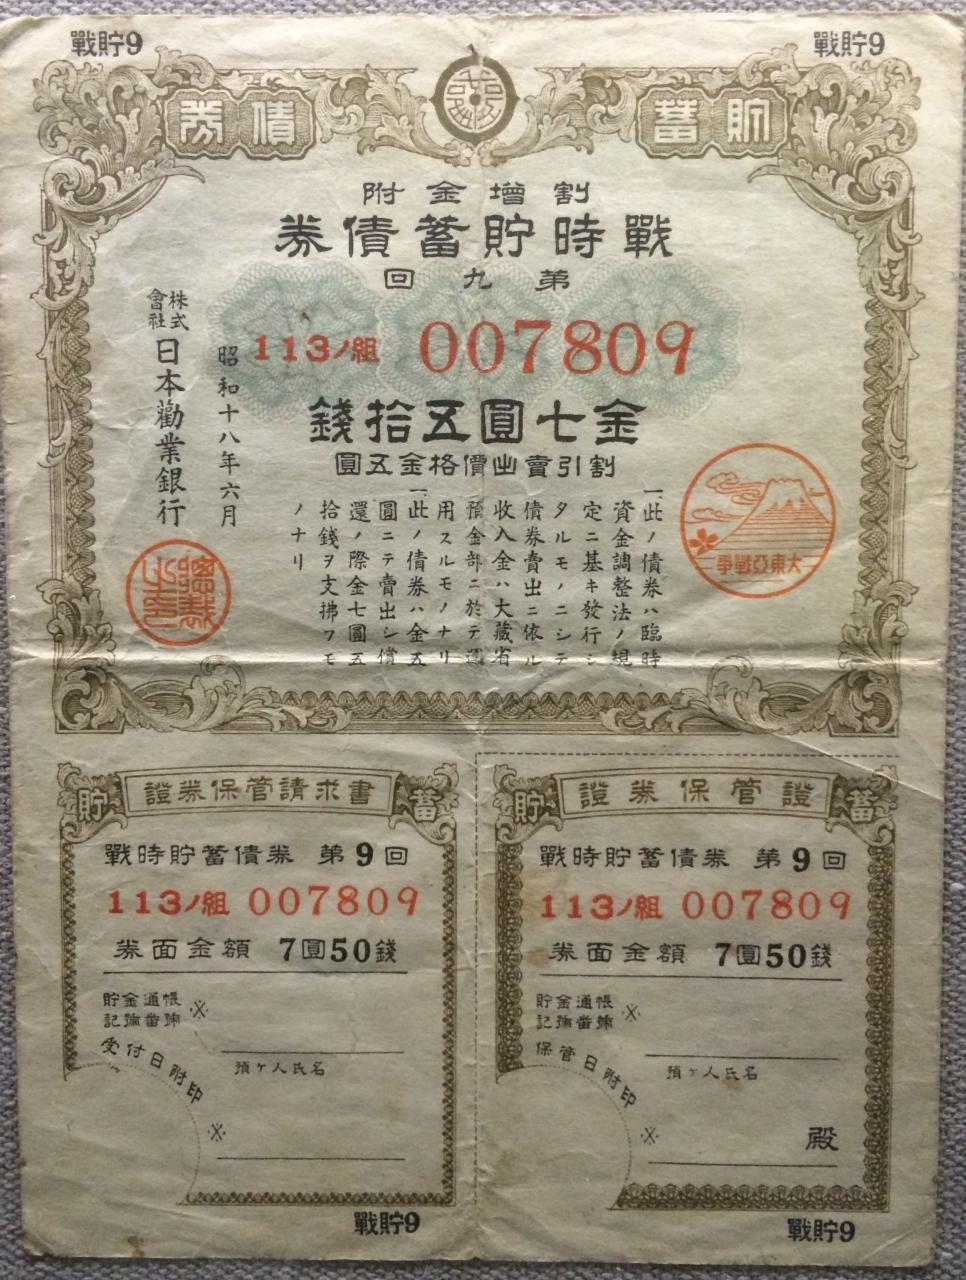 戰貯9
戰貯9
貯蓄
債券
割增金附
戰時貯蓄債券
第九回
113ノ組 007809
金七圓五拾錢
割引賣出價格金五圓
大東亞戰爭
一、此ノ債券ハ臨時
資金調整法ノ規
定ニ基キ發行シ
タルモノニシテ
債券賣出ニ依ル
收入金ハ大藏省
預金部ニ於テ運
用スルモノナリ
一、此ノ債券ハ金五
圓ニテ賣出シ償
還ノ際金七圓五
拾錢ヲ支拂フモ
ノナリ
昭和十八年六月
株式會社日本勸業銀行
總裁之印
貯 證券保管請求書 蓄
戰時貯蓄債券 第9回
113ノ組 007809
券面金額 7圓50錢
貯金通帳
記號番號 ※
受付日附印
預ケ人氏名
※
戰貯9
貯 證券保管證 蓄
戰時貯蓄債券 第9回
113ノ組 007809
券面金額 7圓50錢
貯金通帳
記號番號 ※
保管日附印
預ケ人氏名
※ 殿
戰貯9